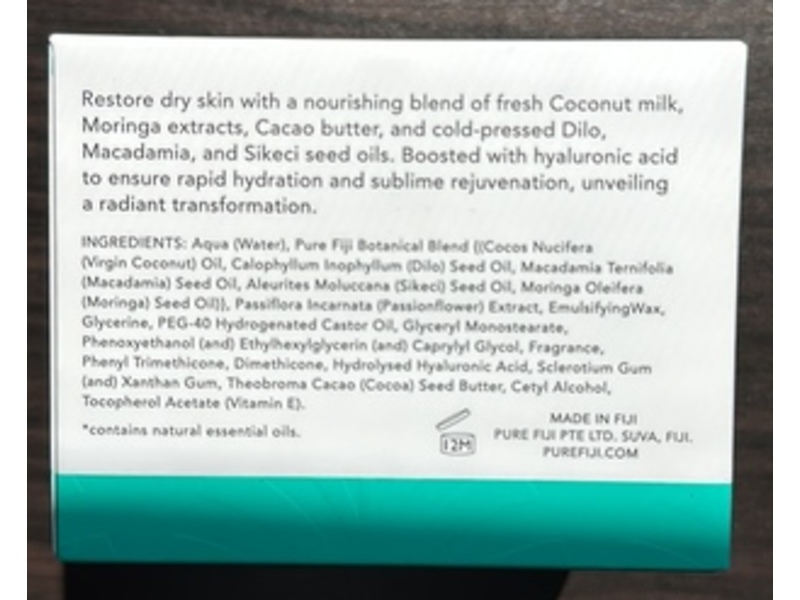 Restore dry skin with a nourishing blend of fresh Coconut milk,
Moringa extracts, Cacao butter, and cold-pressed Dilo,
Macadamia, and Sikeci seed oils. Boosted with hyaluronic acid
to ensure rapid hydration and sublime rejuvenation, unveiling
a radiant transformation.
INGREDIENTS: Aqua (Water), Pure Fiji Botanical Blend {(Cocos Nucifera
(Virgin Coconut) Oil, Calophyllum Inophyllum (Dilo) Seed Oil, Macadamia Ternifolia
(Macadamia) Seed Oil, Aleurites Moluccana (Sikeci) Seed Oil, Moringa Oleifera
(Moringa) Seed Oil)}, Passiflora Incarnata (Passionflower) Extract, EmulsifyingWax,
Glycerine, PEG-40 Hydrogenated Castor Oil, Glyceryl Monostearate,
Phenoxyethanol (and) Ethylhexylglycerin (and) Caprylyl Glycol, Fragrance,
Phenyl Trimethicone, Dimethicone, Hydrolysed Hyaluronic Acid, Sclerotium Gum
(and) Xanthan Gum, Theobroma Cacao (Cocoa) Seed Butter, Cetyl Alcohol,
Tocopherol Acetate (Vitamin E).
*contains natural essential oils.
12M
MADE IN FIJI
PURE FIJI PTE LTD. SUVA, FIJI.
PUREFIJI.COM